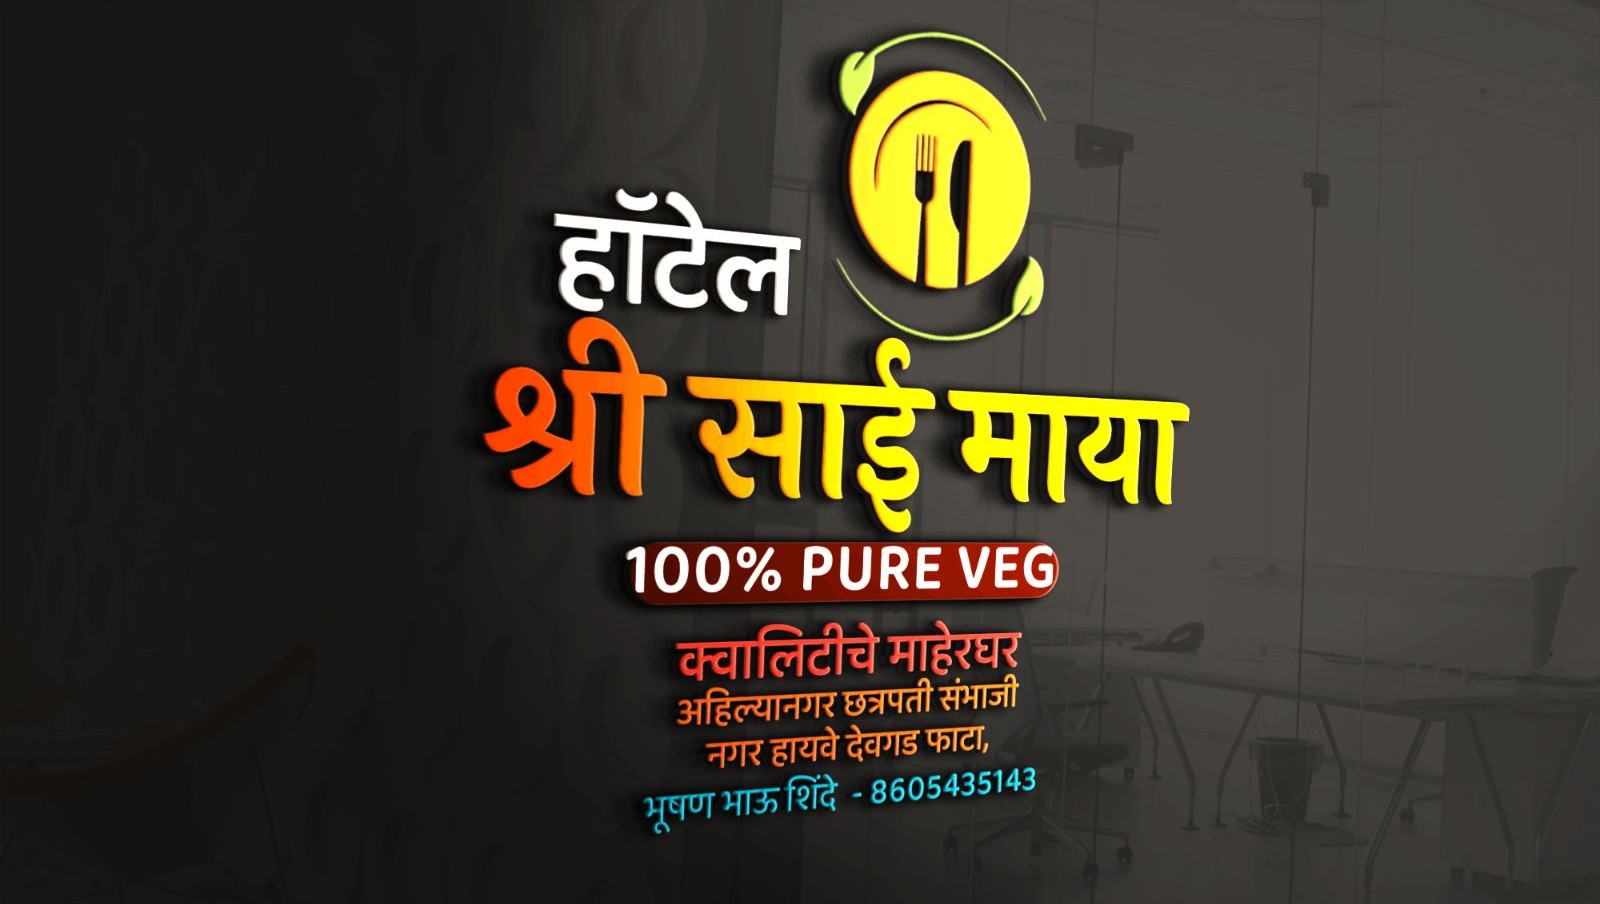 हॉटेल
श्री साई माया
100% PURE VEG
क्वालिटीचे माहेरघर
अहिल्यानगर छत्रपती संभाजी
नगर हायवे देवगड फाटा,
भूषण भाऊ शिंदे - 8605435143